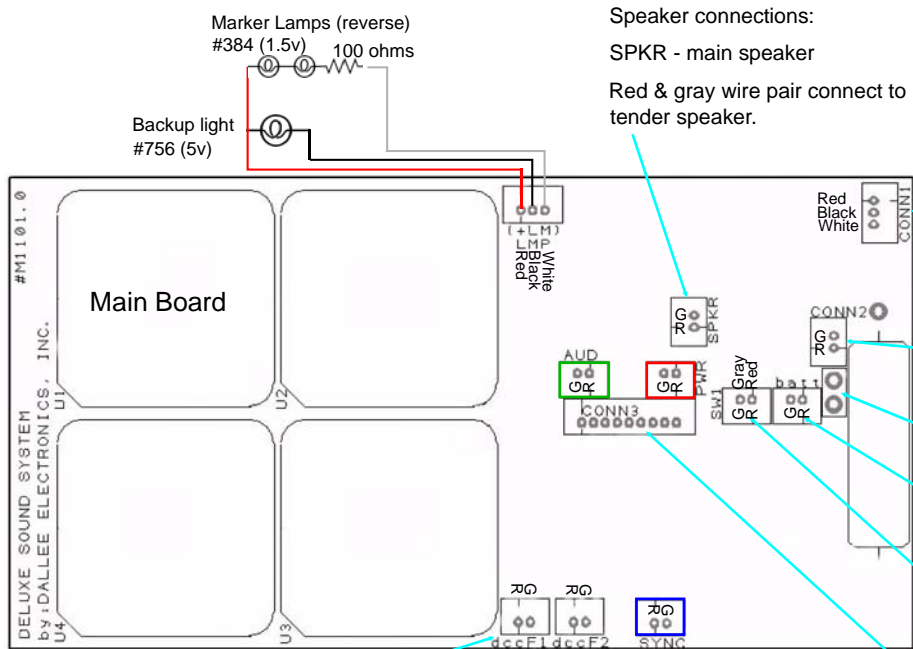 Marker Lamps (reverse)
#384 (1.5v)
100 ohms
Backup light
#756 (5v)
Speaker connections:
SPKR - main speaker
Red & gray wire pair connect to
tender speaker.
#M1101.0
Main Board
U1
U2
U4
U3
DELUXE SOUND SYSTEM
by:DALLEE ELECTRONICS, INC.
(+LM)
LMP
Red
Black
White
Red
Black
White
CONN1
G
R
SPKR
CONN2
G
R
AUD
G R
G R
PWR
CONN3
Gray
Red
SW1
G R
batt
G R
R G
dccF1
R G
dccF2
R G
SYNC